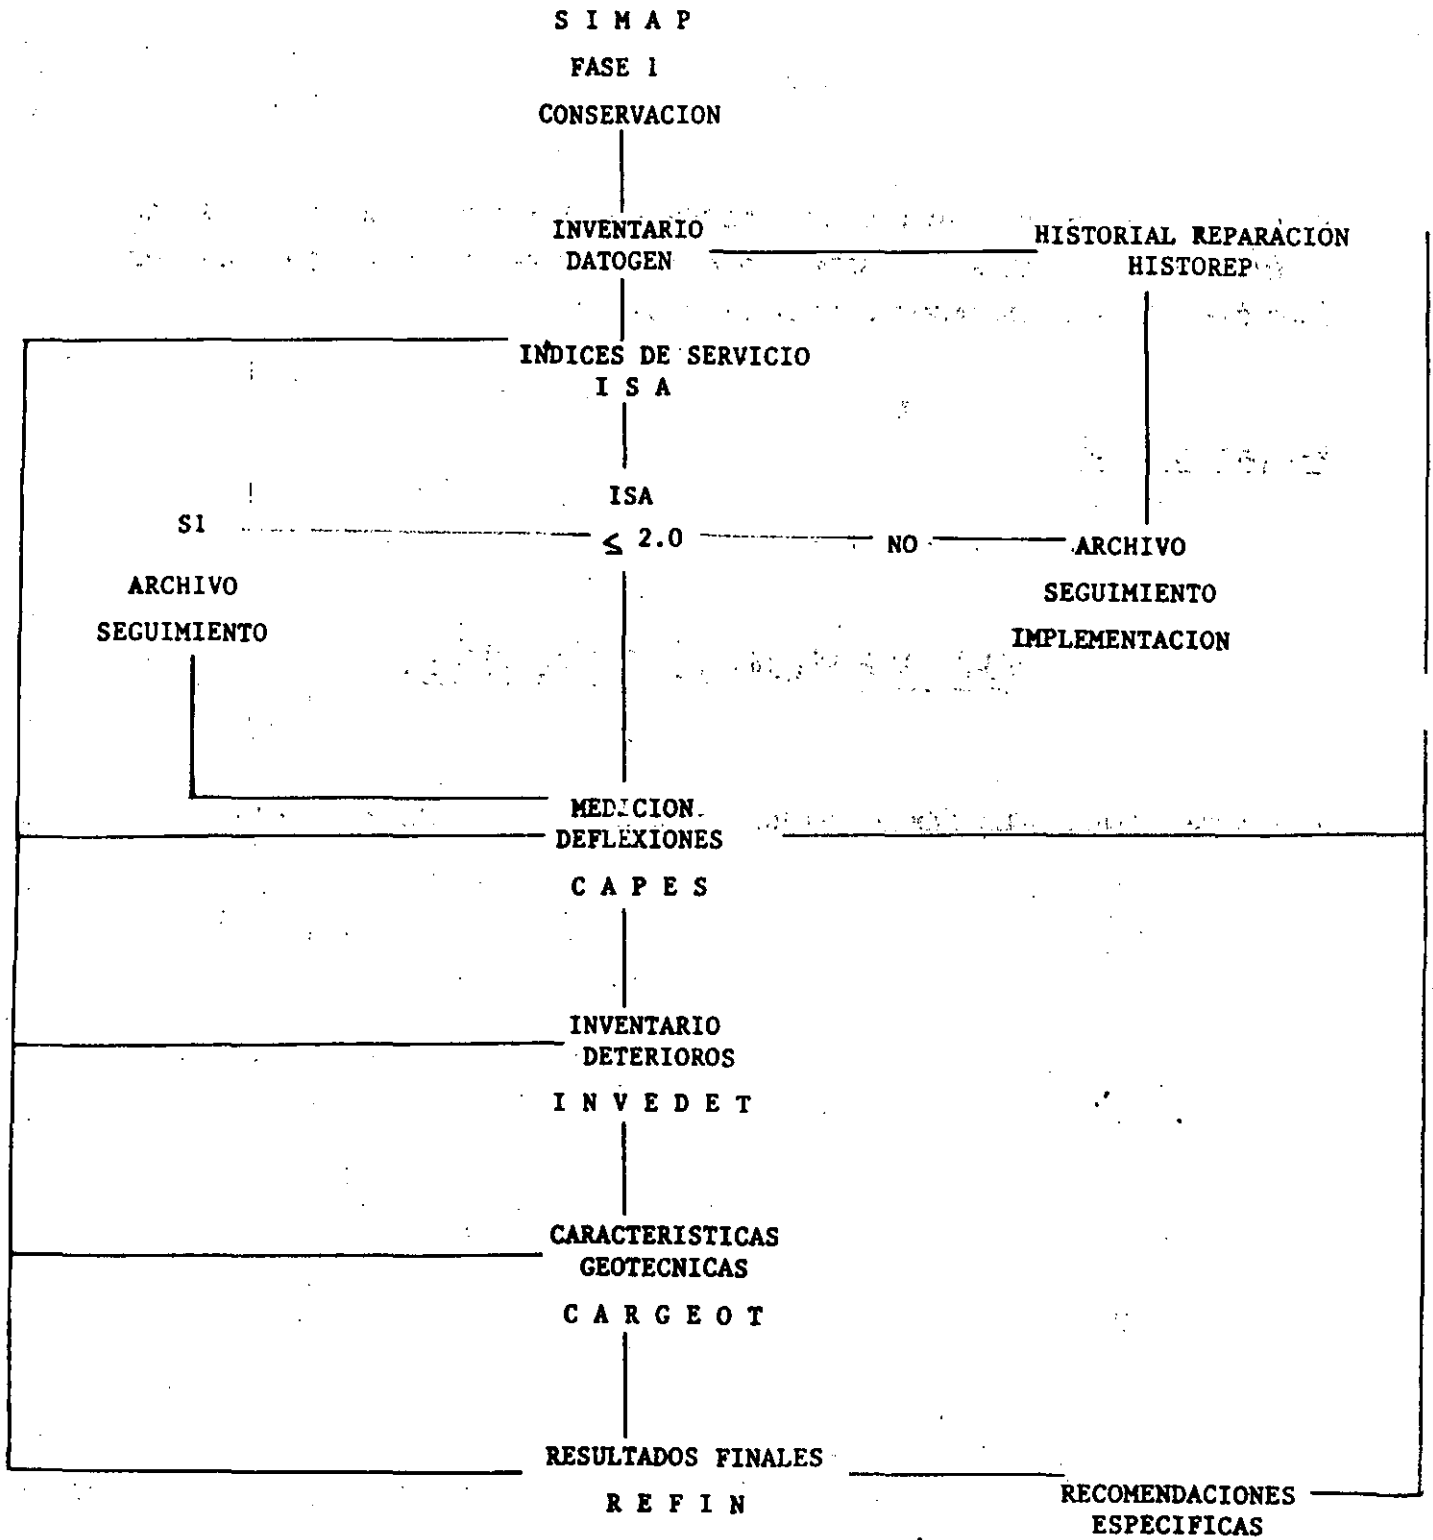 S I M A P
FASE 1
CONSERVACION
INVENTARIO
DATOGEN
HISTORIAL REPARACION
HISTOREP
INDICES DE SERVICIO
I S A
ISA
≤ 2.0
SI
NO
ARCHIVO
SEGUIMIENTO
ARCHIVO
SEGUIMIENTO
IMPLEMENTACION
MEDICION
DEFLEXIONES
C A P E S
INVENTARIO
DETERIOROS
I N V E D E T
CARACTERISTICAS
GEOTECNICAS
C A R G E O T
RESULTADOS FINALES
R E F I N
RECOMENDACIONES
ESPECIFICAS